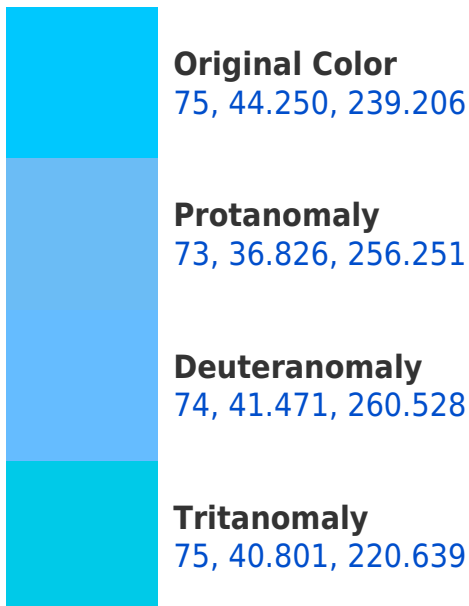 Original Color
75, 44.250, 239.206
Protanomaly
73, 36.826, 256.251
Deuteranomaly
74, 41.471, 260.528
Tritanomaly
75, 40.801, 220.639